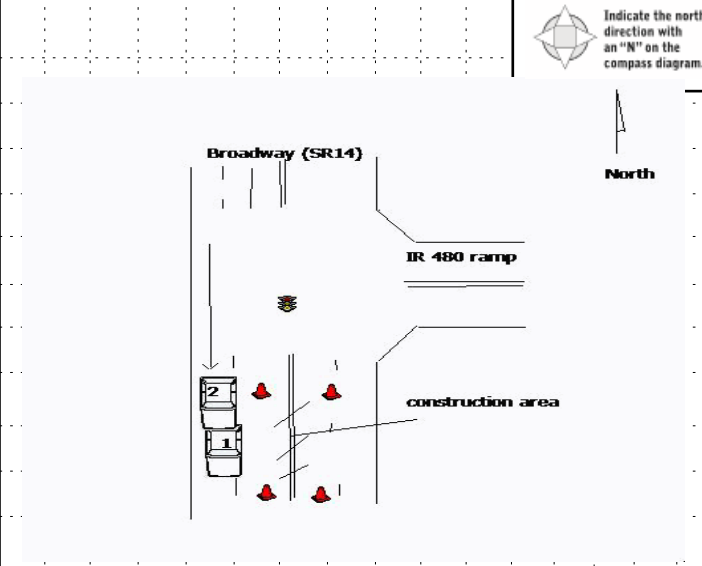 Indicate the north
direction with
an "N" on the
compass diagram.
Broadway (SR14)
North
IR 480 ramp
2
construction area
1